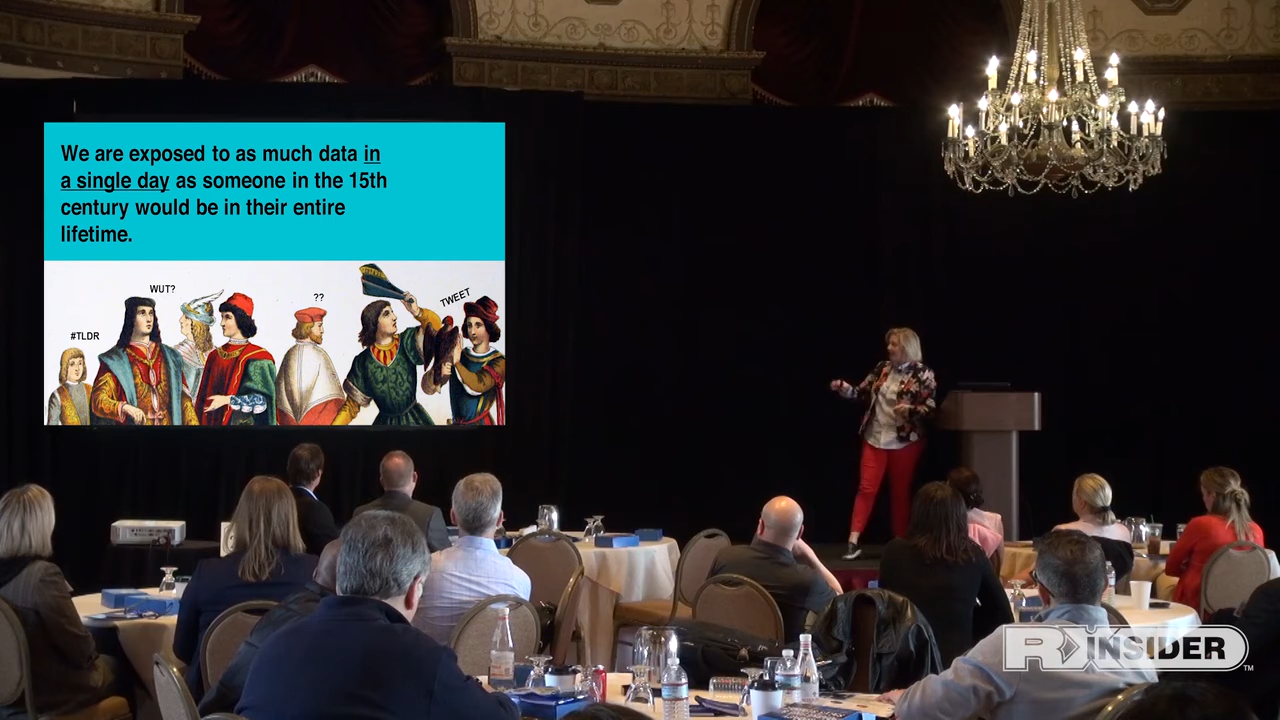 We are exposed to as much data in
a single day as someone in the 15th
century would be in their entire
lifetime.
WUT?
??
TWEET
#TLDR
RXINSIDER
TM